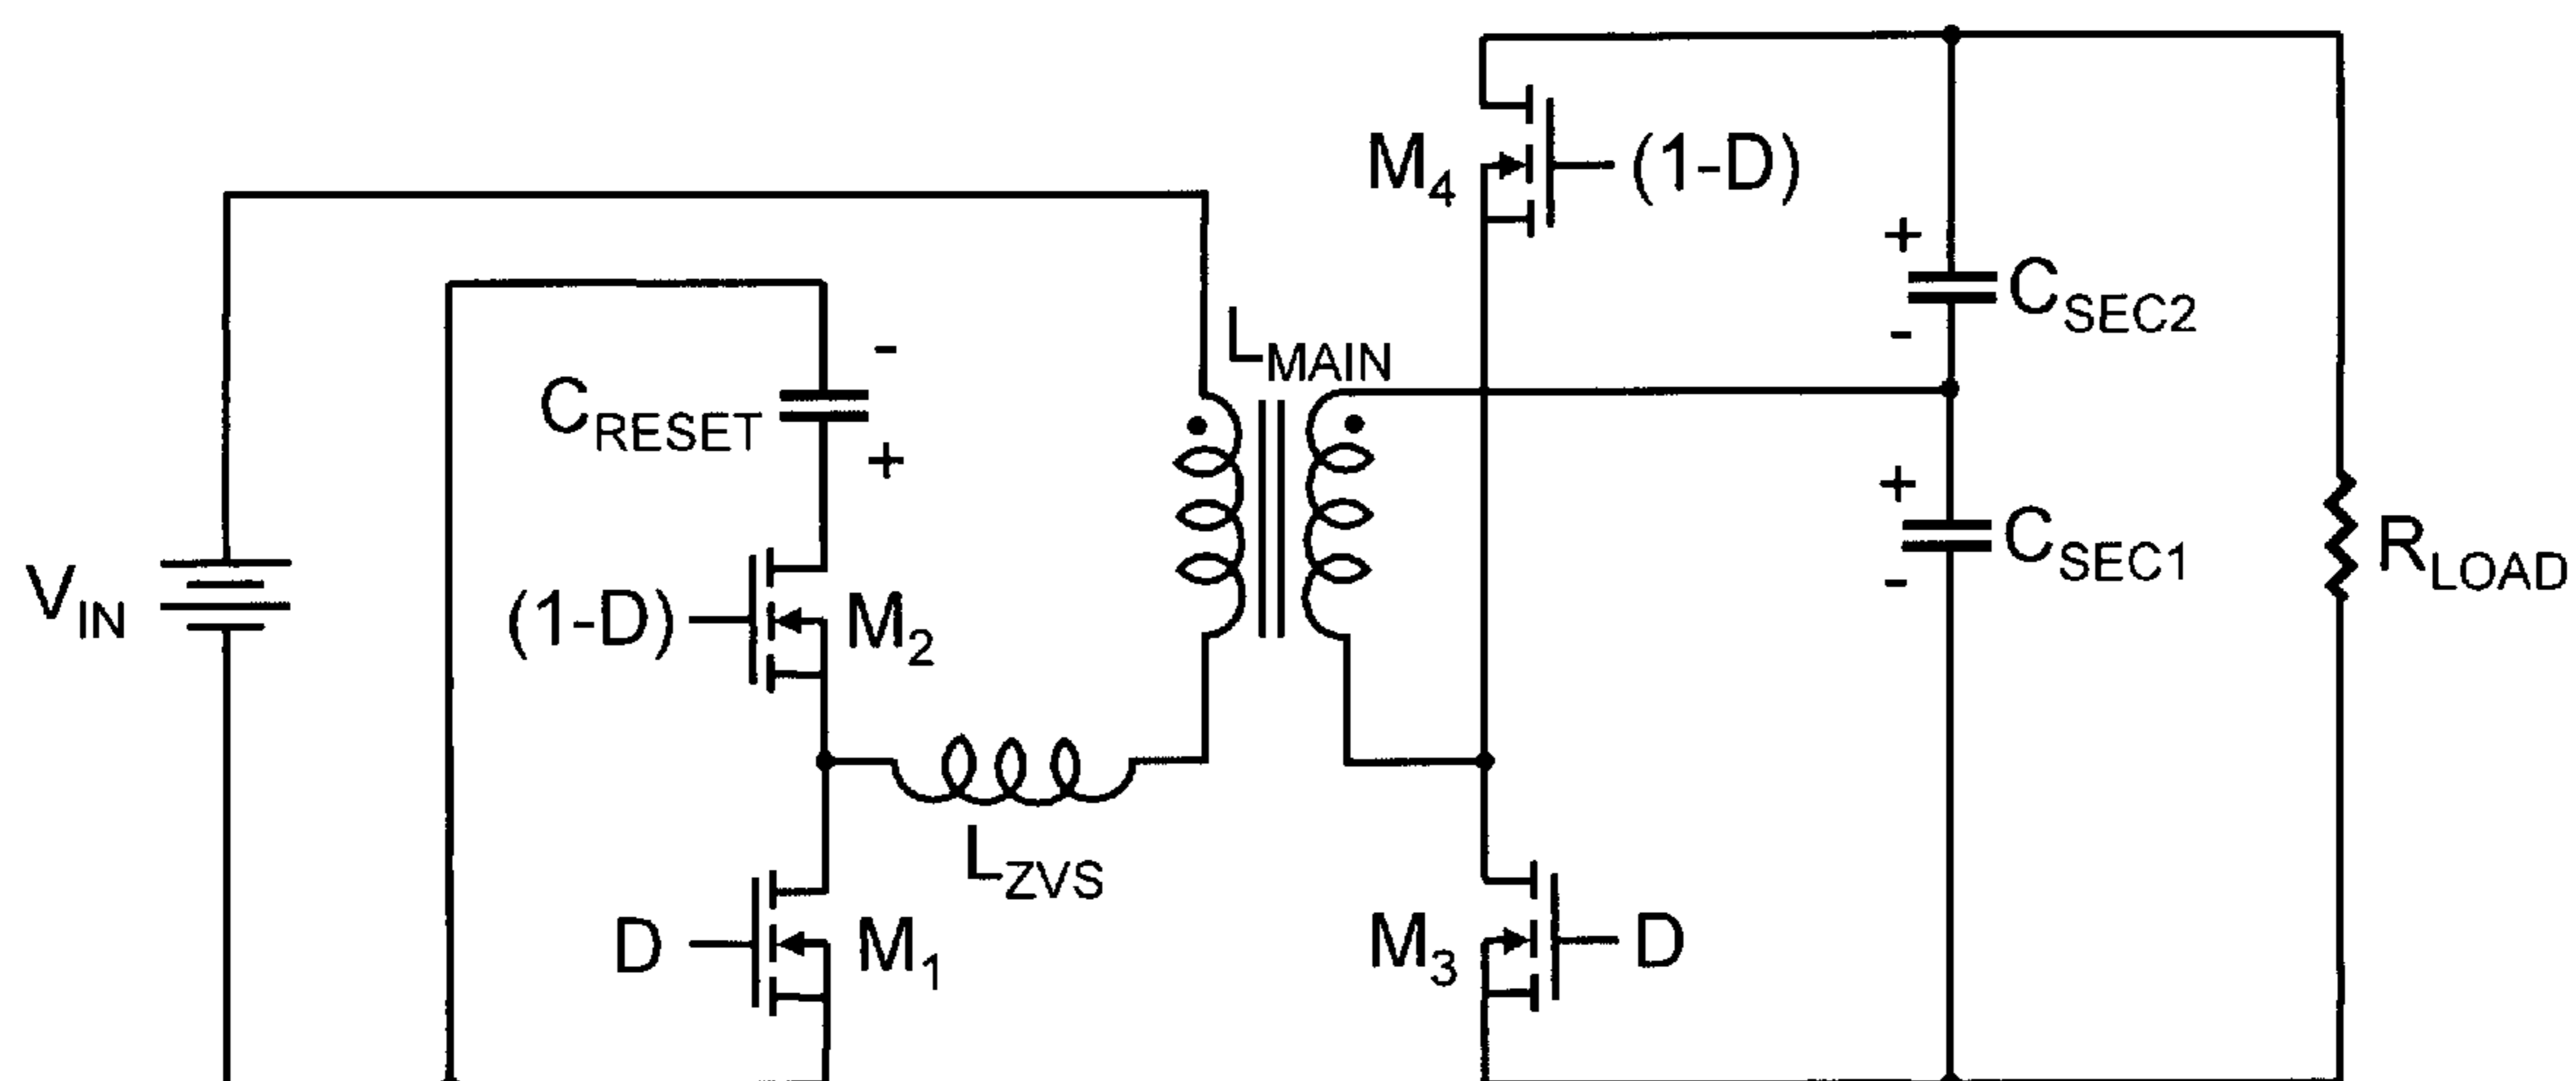 M4
(1-D)
+
CSEC2
-
LMAIN
-
CRESET
+
+
CSEC1
-
RLOAD
VIN
(1-D)
M2
LZVS
D
M1
M3
D